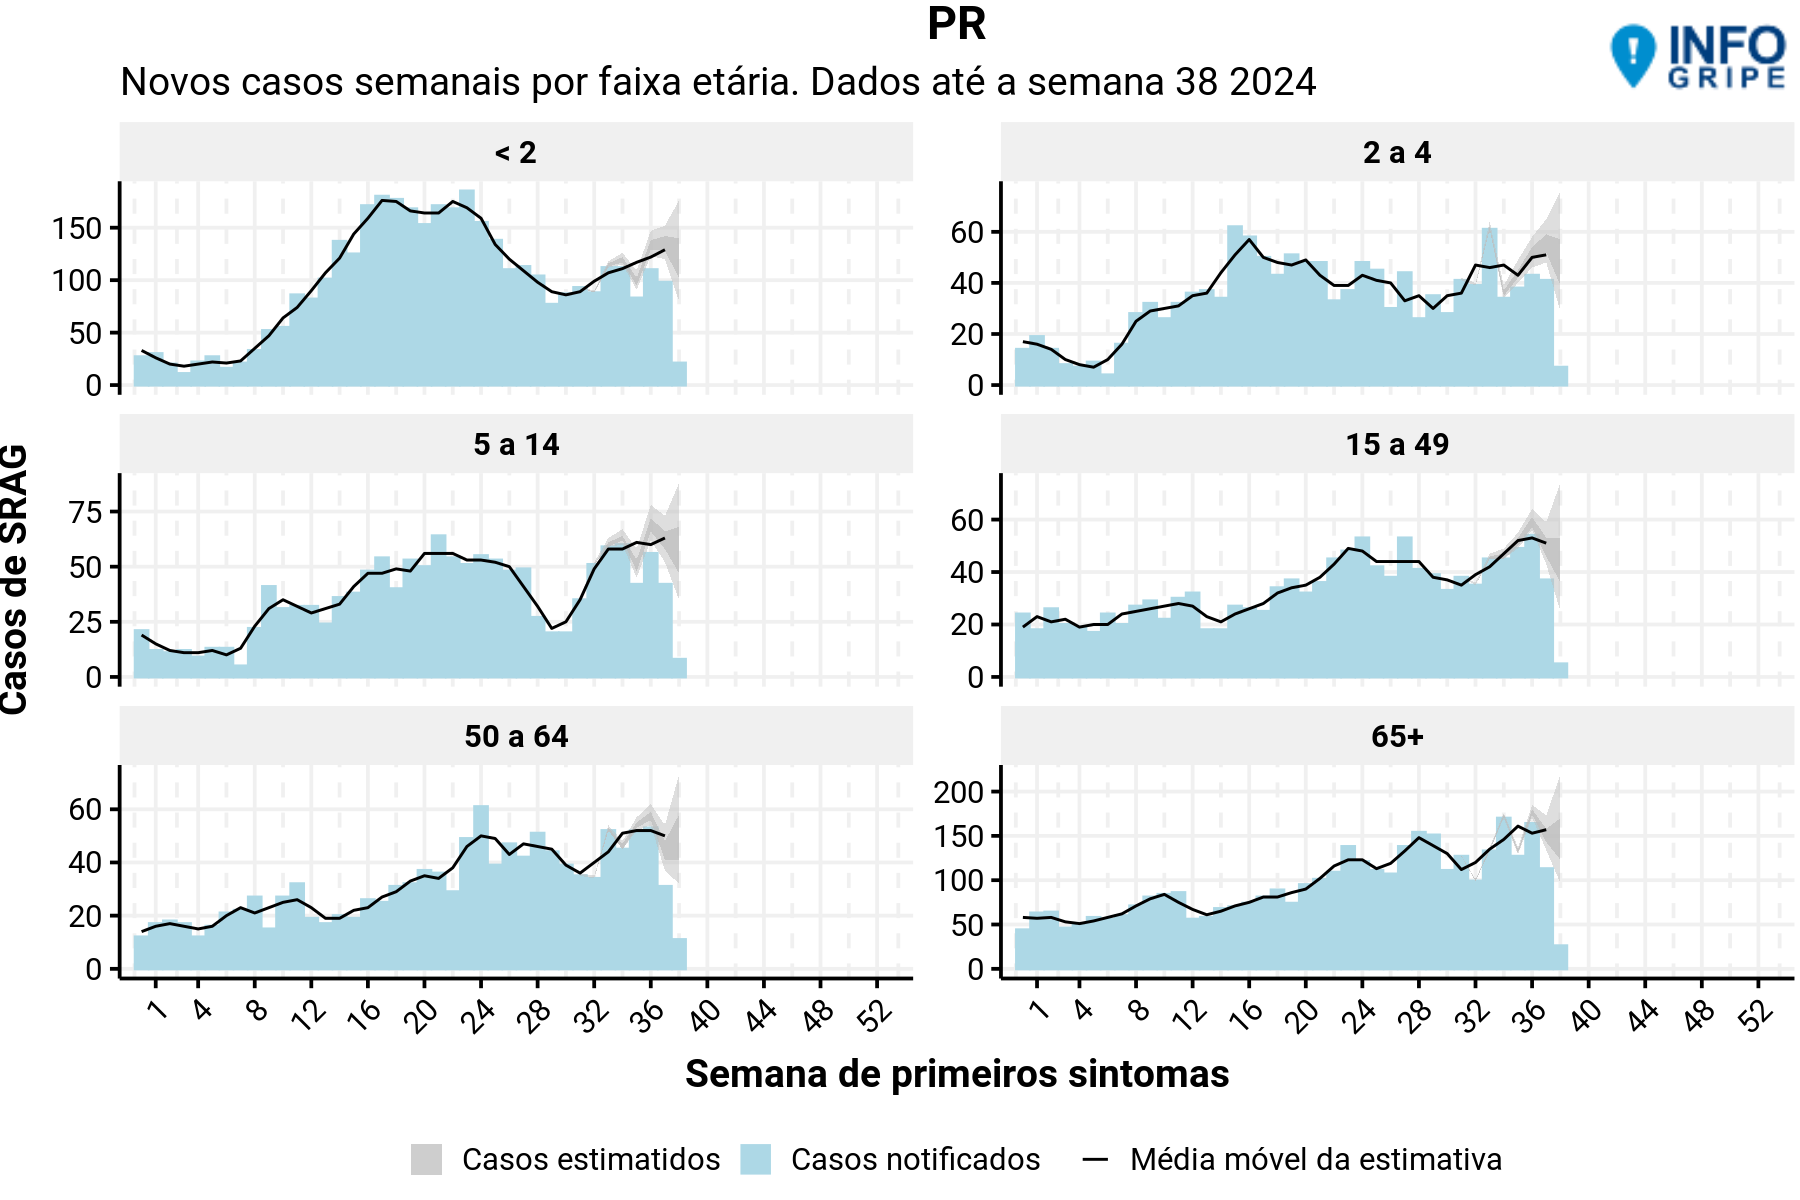 PR
INFO
GRIPE
Novos casos semanais por faixa etária. Dados até a semana 38 2024
< 2
2 a 4
150
100
50
0
60
40
20
0
Casos de SRAG
5 a 14
15 a 49
75
50
25
0
60
40
20
0
50 a 64
65+
60
40
20
0
200
150
100
50
0
1 4 8 12 16 20 24 28 32 36 40 44 48 52
1 4 8 12 16 20 24 28 32 36 40 44 48 52
Semana de primeiros sintomas
Casos estimatidos Casos notificados Média móvel da estimativa